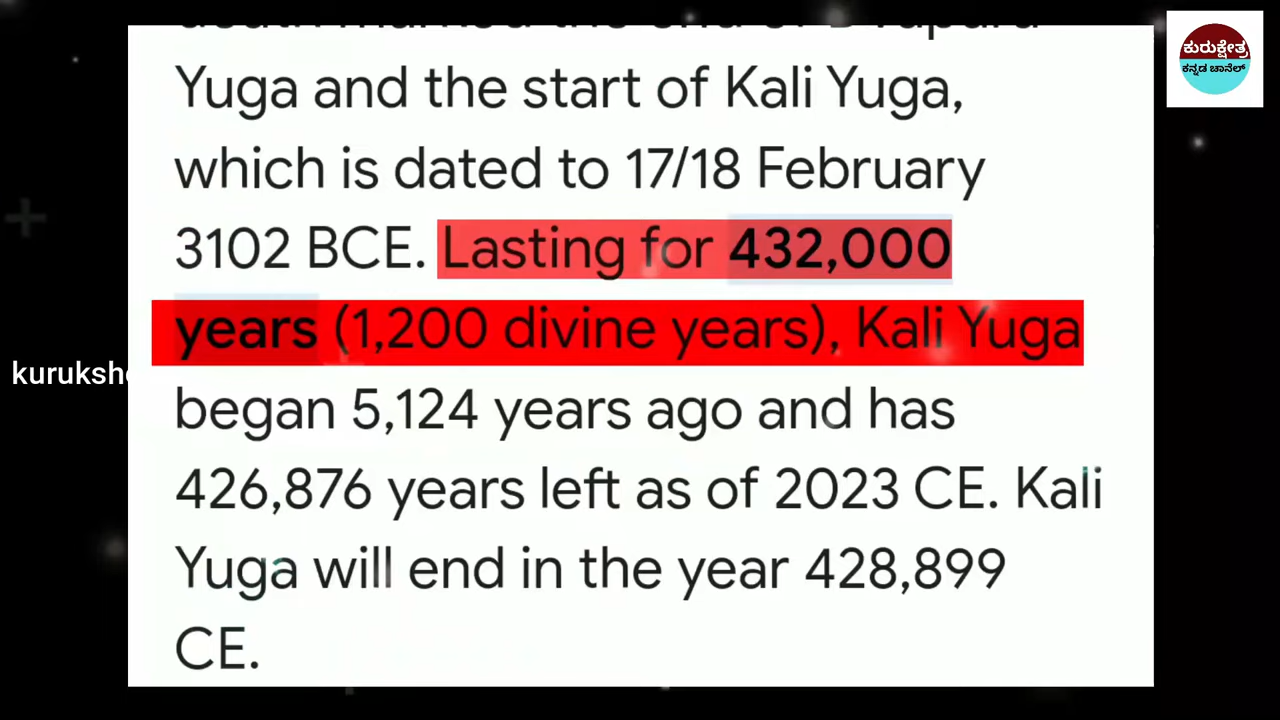 Yuga and the start of Kali Yuga,
which is dated to 17/18 February
3102 BCE. Lasting for 432,000
years (1,200 divine years), Kali Yuga
began 5,124 years ago and has
426,876 years left as of 2023 CE. Kali
Yuga will end in the year 428,899
CE.
ಕುರುಕ್ಷೇತ್ರ
ಕನ್ನಡ ಚಾನೆಲ್